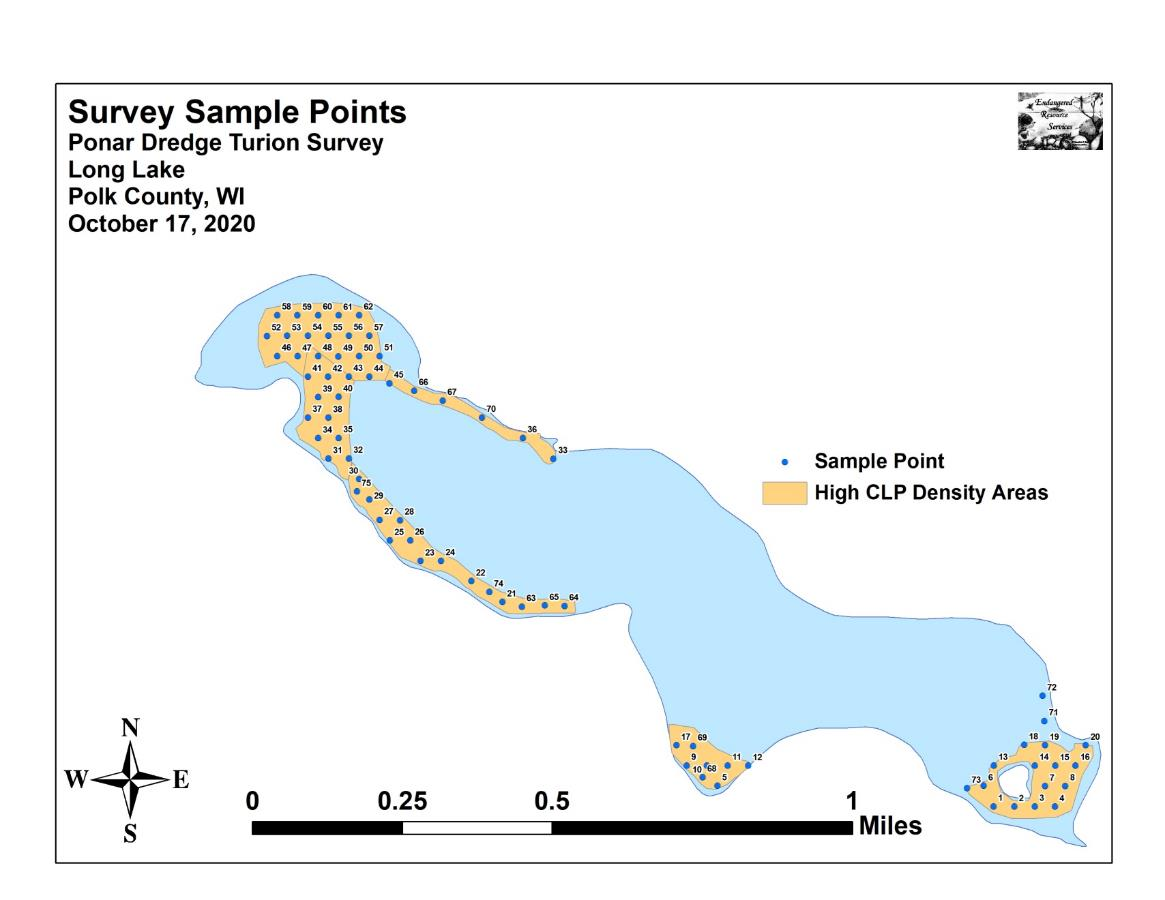 Survey Sample Points
Ponar Dredge Turion Survey
Long Lake
Polk County, WI
October 17, 2020
Endangered
Resource
Services
58 59 60 61 62
52 53 54 55 56 57
46 47 48 49 50 51
41 42 43 44 45
66
67
39 40
37 38
70
34 35
36
31 32
33
30
75
29
27 28
25 26
23 24
22
74
21 63 65 64
Sample Point
High CLP Density Areas
72
71
17 69
18 19 20
9 11 12
13 14 15 16
10 68 5
73 6 7 8
1 2 3 4
N
W E
S
0 0.25 0.5 1
Miles